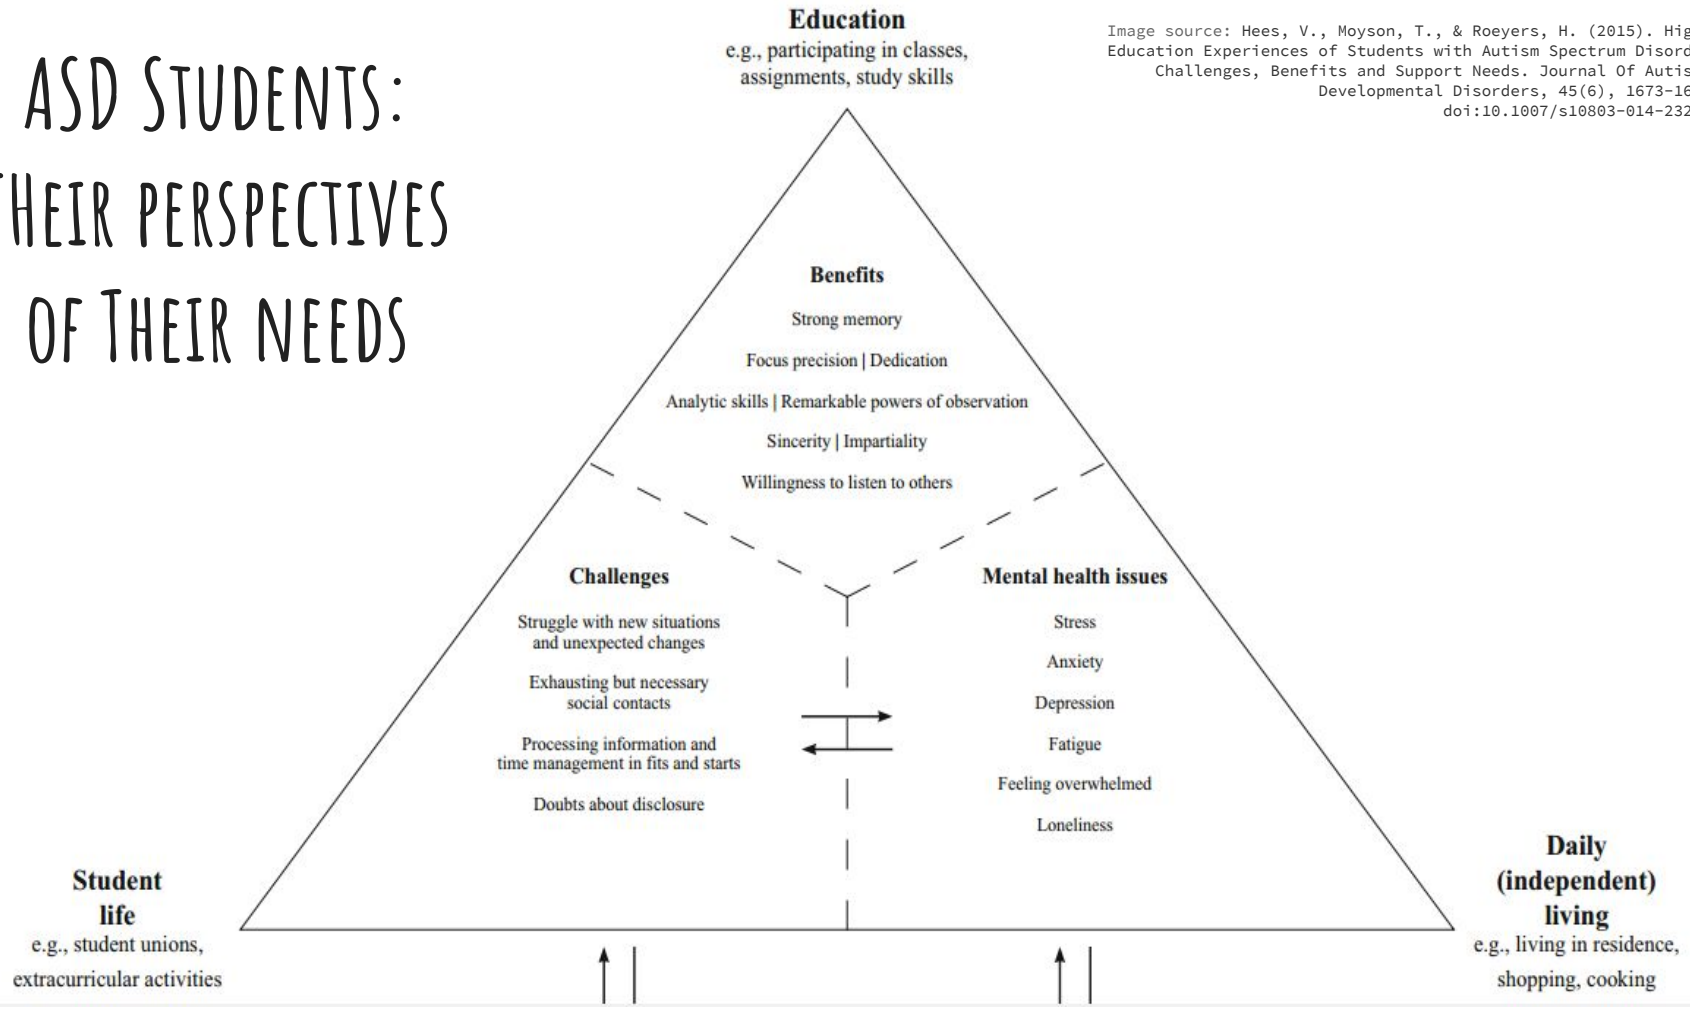 ASD Students:
Their perspectives
of Their needs
Education
e.g., participating in classes,
assignments, study skills
Image source: Hees, V., Moyson, T., & Roeyers, H. (2015). Hig
Education Experiences of Students with Autism Spectrum Disord
Challenges, Benefits and Support Needs. Journal Of Autis
Developmental Disorders, 45(6), 1673-16
doi:10.1007/s10803-014-232
Benefits
Strong memory
Focus precision | Dedication
Analytic skills | Remarkable powers of observation
Sincerity | Impartiality
Willingness to listen to others
Challenges
Struggle with new situations
and unexpected changes
Exhausting but necessary
social contacts
Processing information and
time management in fits and starts
Doubts about disclosure
Mental health issues
Stress
Anxiety
Depression
Fatigue
Feeling overwhelmed
Loneliness
Student
life
e.g., student unions,
extracurricular activities
Daily
(independent)
living
e.g., living in residence,
shopping, cooking